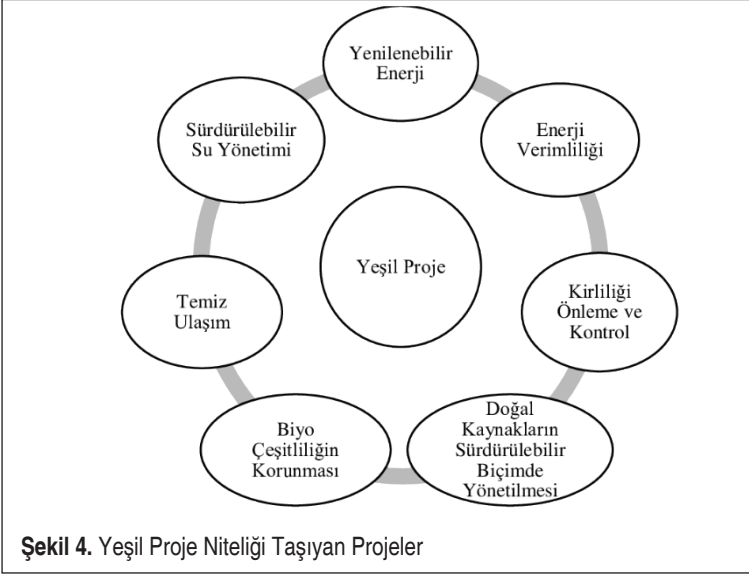 Yenilenebilir
Enerji
Enerji
Verimliliği
Kirliliği
Önleme ve
Kontrol
Doğal
Kaynakların
Sürdürülebilir
Biçimde
Yönetilmesi
Biyo
Çeşitliliğin
Korunması
Temiz
Ulaşım
Sürdürülebilir
Su Yönetimi
Yeşil Proje
Şekil 4. Yeşil Proje Niteliği Taşıyan Projeler